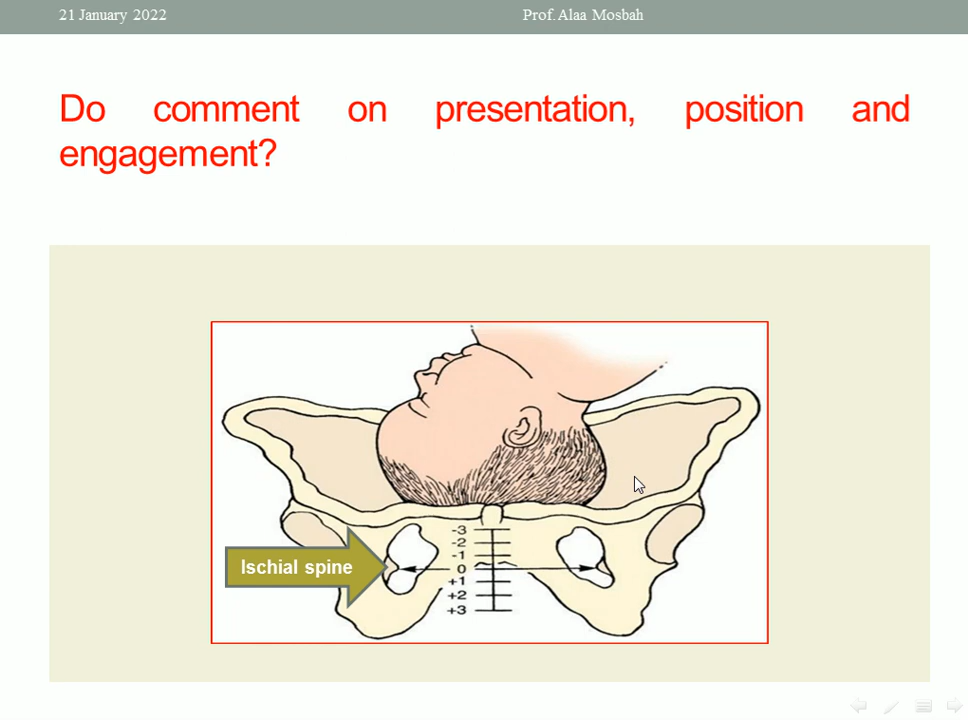 21 January 2022 Prof. Alaa Mosbah
Do comment on presentation, position and
engagement?
-3
-2
-1
Ischial spine 0
+1
+2
+3